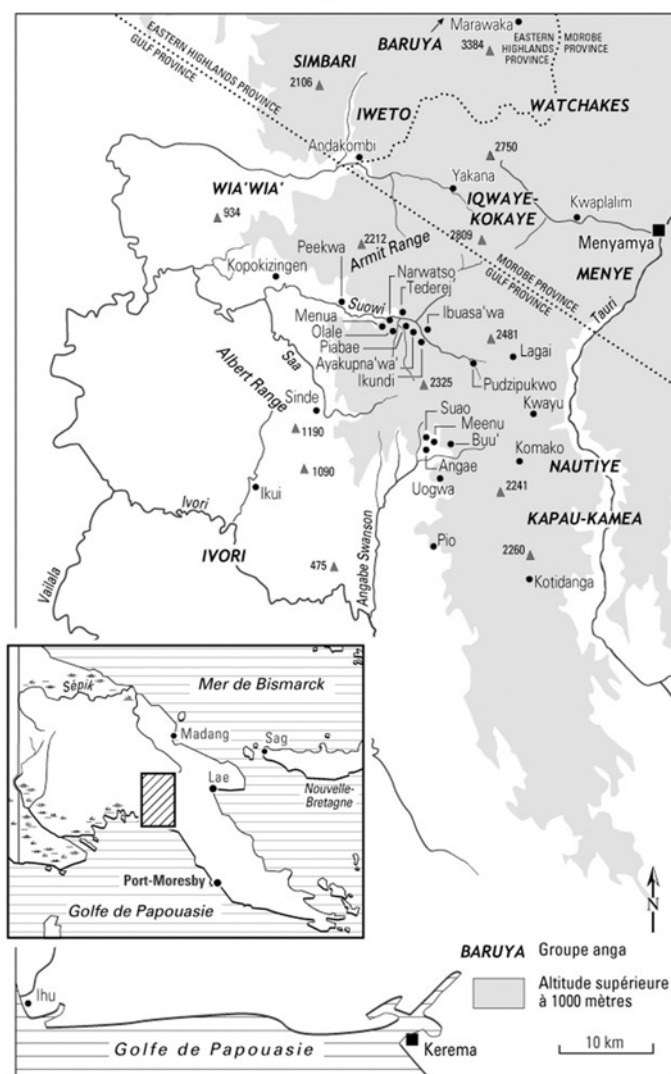 Marawaka
BARUYA
3384
EASTERN
HIGHLANDS
PROVINCE
MOROBE
PROVINCE
EASTERN HIGHLANDS PROVINCE
GULF PROVINCE
SIMBARI
2106
IWETO
WATCHAKES
Andakombi
2750
WIA'WIA'
934
Yakana
IQWAYE-
KOKAYE
Kwaplalim
2212
Armit Range
2809
Menyamya
Peekwa
Kopokizingen
Narwatso
Tederej
MOROBE PROVINCE
GULF PROVINCE
MENYE
Suowi
Menua
Olale
Piabae
Ayakupna'wa'
Ikundi
Ibuasa'wa
2481
Tauri
Lagai
Saa
Albert Range
2325
Pudzipukwo
Sinde
1190
Suao
Meenu
Buu'
Kwayu
1090
Angae
Komako
NAUTIYE
Ikui
Uogwa
2241
Ivori
KAPAU-KAMEA
IVORI
Angabe Swanson
Pio
475
2260
Kotidanga
Vailala
Sépik
Mer de Bismarck
Madang
Sag
Lae
Nouvelle-
Bretagne
Port-Moresby
Golfe de Papouasie
N
BARUYA Groupe anga
Altitude supérieure
à 1000 mètres
Ihu
Golfe de Papouasie
Kerema
10 km